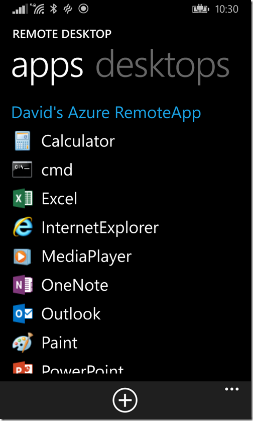 10:30
REMOTE DESKTOP
apps desktops
David's Azure RemoteApp
Calculator
cmd
Excel
InternetExplorer
MediaPlayer
OneNote
Outlook
Paint
PowerPoint